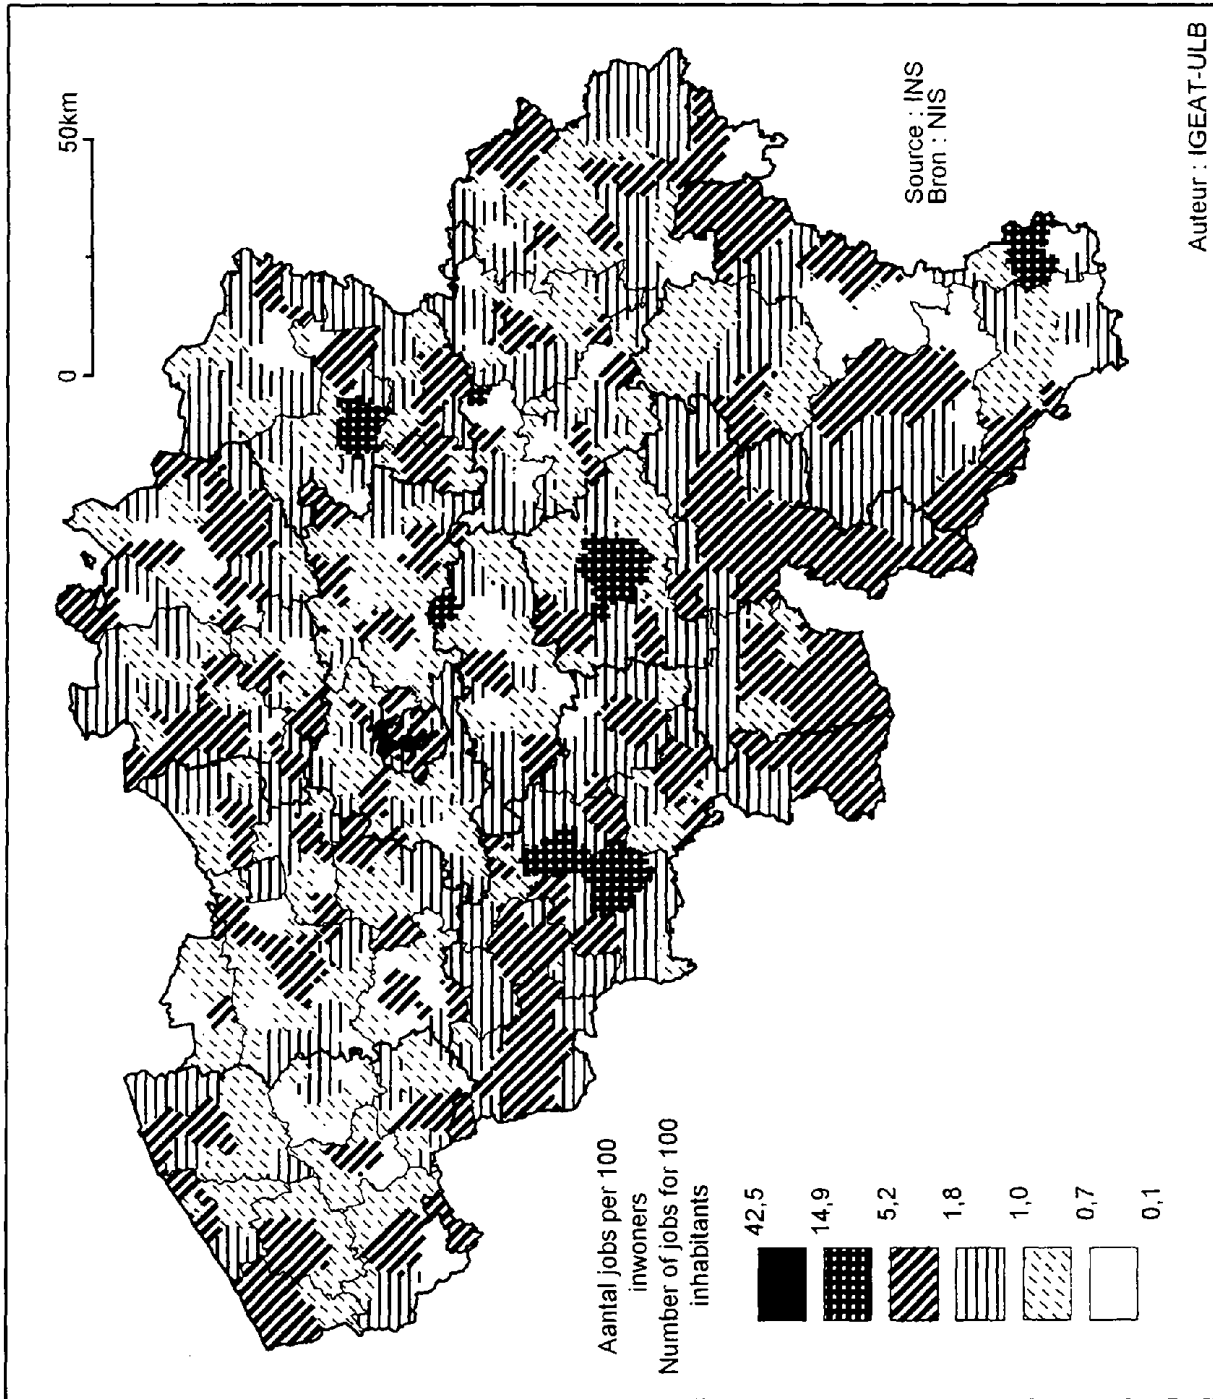 0 50km
Source : INS
Bron : NIS
Auteur : IGEAT-ULB
Aantal jobs per 100
inwoners
Number of jobs for 100
inhabitants
42,5
14,9
5,2
1,8
1,0
0,7
0,1